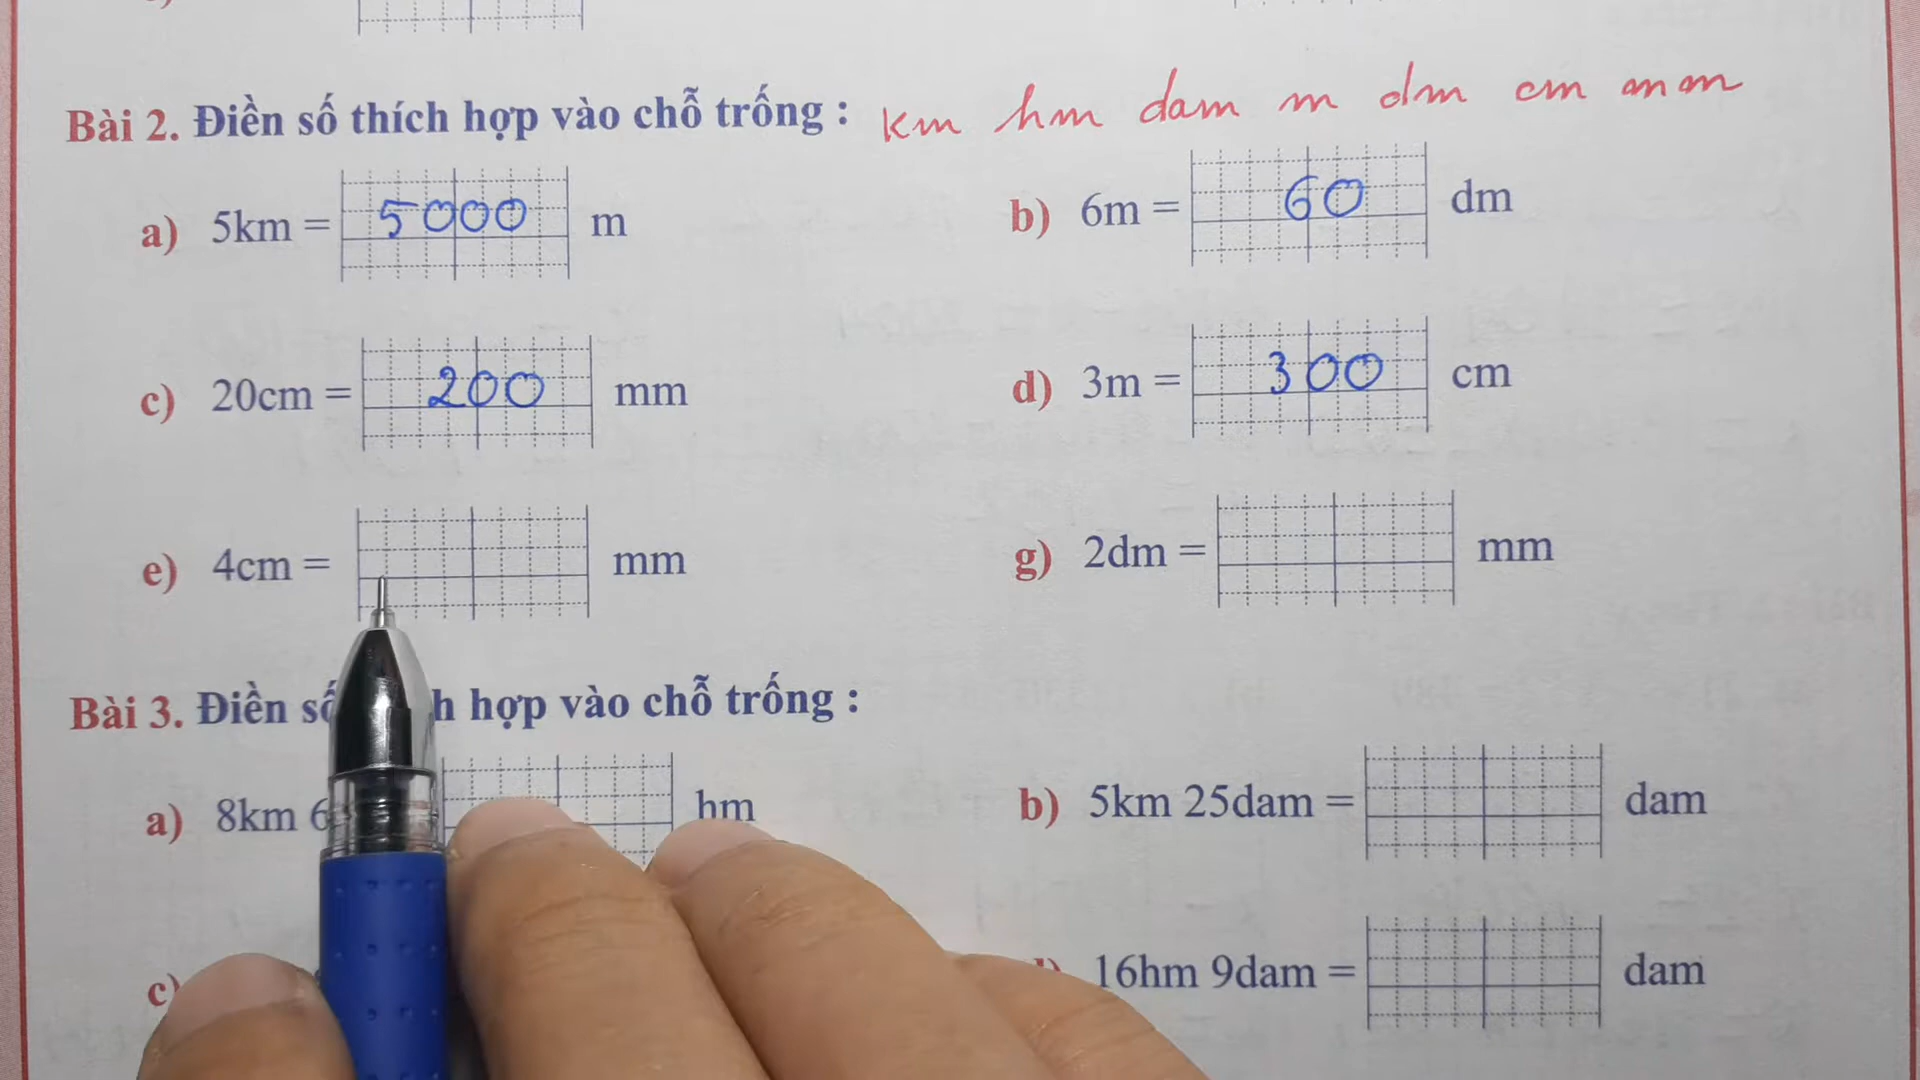 Bài 2. Điền số thích hợp vào chỗ trống : km hm dam m dm cm mm
a) 5km = 5000 m
b) 6m = 60 dm
c) 20cm = 200 mm
d) 3m = 300 cm
e) 4cm = mm
g) 2dm = mm
Bài 3. Điền số hợp vào chỗ trống :
a) 8km 6 hm
b) 5km 25dam = dam
c)
16hm 9dam = dam